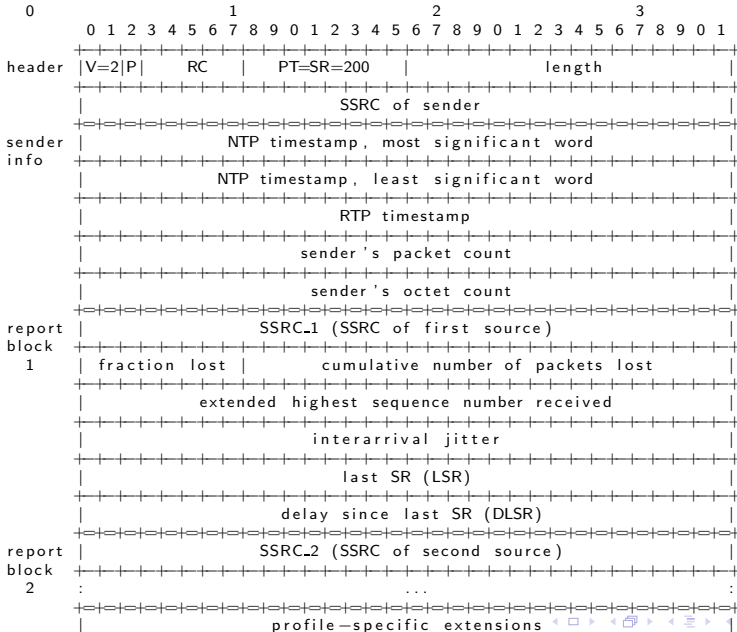 0 1 2 3
0 1 2 3 4 5 6 7 8 9 0 1 2 3 4 5 6 7 8 9 0 1 2 3 4 5 6 7 8 9 0 1
+-+-+-+-+-+-+-+-+-+-+-+-+-+-+-+-+-+-+-+-+-+-+-+-+-+-+-+-+-+-+-+-+
header |V=2|P| RC | PT=SR=200 | length |
+-+-+-+-+-+-+-+-+-+-+-+-+-+-+-+-+-+-+-+-+-+-+-+-+-+-+-+-+-+-+-+-+
| SSRC of sender |
+=+=+=+=+=+=+=+=+=+=+=+=+=+=+=+=+=+=+=+=+=+=+=+=+=+=+=+=+=+=+=+=+
sender | NTP timestamp, most significant word |
info +-+-+-+-+-+-+-+-+-+-+-+-+-+-+-+-+-+-+-+-+-+-+-+-+-+-+-+-+-+-+-+-+
| NTP timestamp, least significant word |
+-+-+-+-+-+-+-+-+-+-+-+-+-+-+-+-+-+-+-+-+-+-+-+-+-+-+-+-+-+-+-+-+
| RTP timestamp |
+-+-+-+-+-+-+-+-+-+-+-+-+-+-+-+-+-+-+-+-+-+-+-+-+-+-+-+-+-+-+-+-+
| sender's packet count |
+-+-+-+-+-+-+-+-+-+-+-+-+-+-+-+-+-+-+-+-+-+-+-+-+-+-+-+-+-+-+-+-+
| sender's octet count |
+=+=+=+=+=+=+=+=+=+=+=+=+=+=+=+=+=+=+=+=+=+=+=+=+=+=+=+=+=+=+=+=+
report | SSRC_1 (SSRC of first source) |
block +-+-+-+-+-+-+-+-+-+-+-+-+-+-+-+-+-+-+-+-+-+-+-+-+-+-+-+-+-+-+-+-+
1 | fraction lost | cumulative number of packets lost |
+-+-+-+-+-+-+-+-+-+-+-+-+-+-+-+-+-+-+-+-+-+-+-+-+-+-+-+-+-+-+-+-+
| extended highest sequence number received |
+-+-+-+-+-+-+-+-+-+-+-+-+-+-+-+-+-+-+-+-+-+-+-+-+-+-+-+-+-+-+-+-+
| interarrival jitter |
+-+-+-+-+-+-+-+-+-+-+-+-+-+-+-+-+-+-+-+-+-+-+-+-+-+-+-+-+-+-+-+-+
| last SR (LSR) |
+-+-+-+-+-+-+-+-+-+-+-+-+-+-+-+-+-+-+-+-+-+-+-+-+-+-+-+-+-+-+-+-+
| delay since last SR (DLSR) |
+=+=+=+=+=+=+=+=+=+=+=+=+=+=+=+=+=+=+=+=+=+=+=+=+=+=+=+=+=+=+=+=+
report | SSRC_2 (SSRC of second source) |
block +-+-+-+-+-+-+-+-+-+-+-+-+-+-+-+-+-+-+-+-+-+-+-+-+-+-+-+-+-+-+-+-+
2 : ... :
+=+=+=+=+=+=+=+=+=+=+=+=+=+=+=+=+=+=+=+=+=+=+=+=+=+=+=+=+=+=+=+=+
| profile-specific extensions |